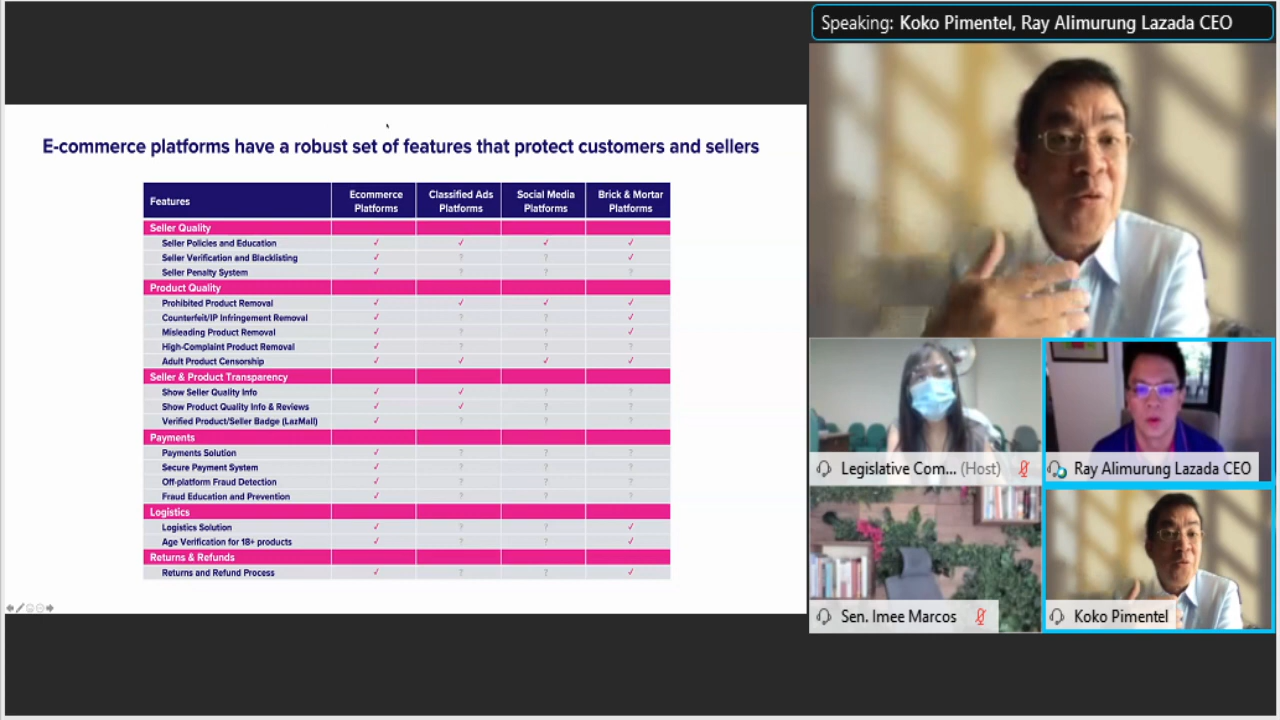 Speaking: Koko Pimentel, Ray Alimurung Lazada CEO
E-commerce platforms have a robust set of features that protect customers and sellers
Features Ecommerce Platforms Classified Ads Platforms Social Media Platforms Brick & Mortar Platforms
Seller Quality
Seller Policies and Education ✓ ✓ ✓ ✓
Seller Verification and Blacklisting ✓ ? ? ✓
Seller Penalty System ✓ ? ? ?
Product Quality
Prohibited Product Removal ✓ ✓ ✓ ✓
Counterfeit/IP Infringement Removal ✓ ? ? ✓
Misleading Product Removal ✓ ? ? ✓
High-Complaint Product Removal ✓ ? ? ?
Adult Product Censorship ✓ ✓ ✓ ✓
Seller & Product Transparency
Show Seller Quality Info ✓ ✓ ? ?
Show Product Quality Info & Reviews ✓ ✓ ? ?
Verified Product/Seller Badge (LazMall) ✓ ? ? ?
Payments
Payments Solution ✓ ? ? ?
Secure Payment System ✓ ? ? ?
Off-platform Fraud Detection ✓ ? ? ?
Fraud Education and Prevention ✓ ? ? ?
Logistics
Logistics Solution ✓ ? ? ✓
Age Verification for 18+ products ✓ ? ? ✓
Returns & Refunds
Returns and Refund Process ✓ ? ? ✓
Legislative Com... (Host)
Ray Alimurung Lazada CEO
Sen. Imee Marcos
Koko Pimentel